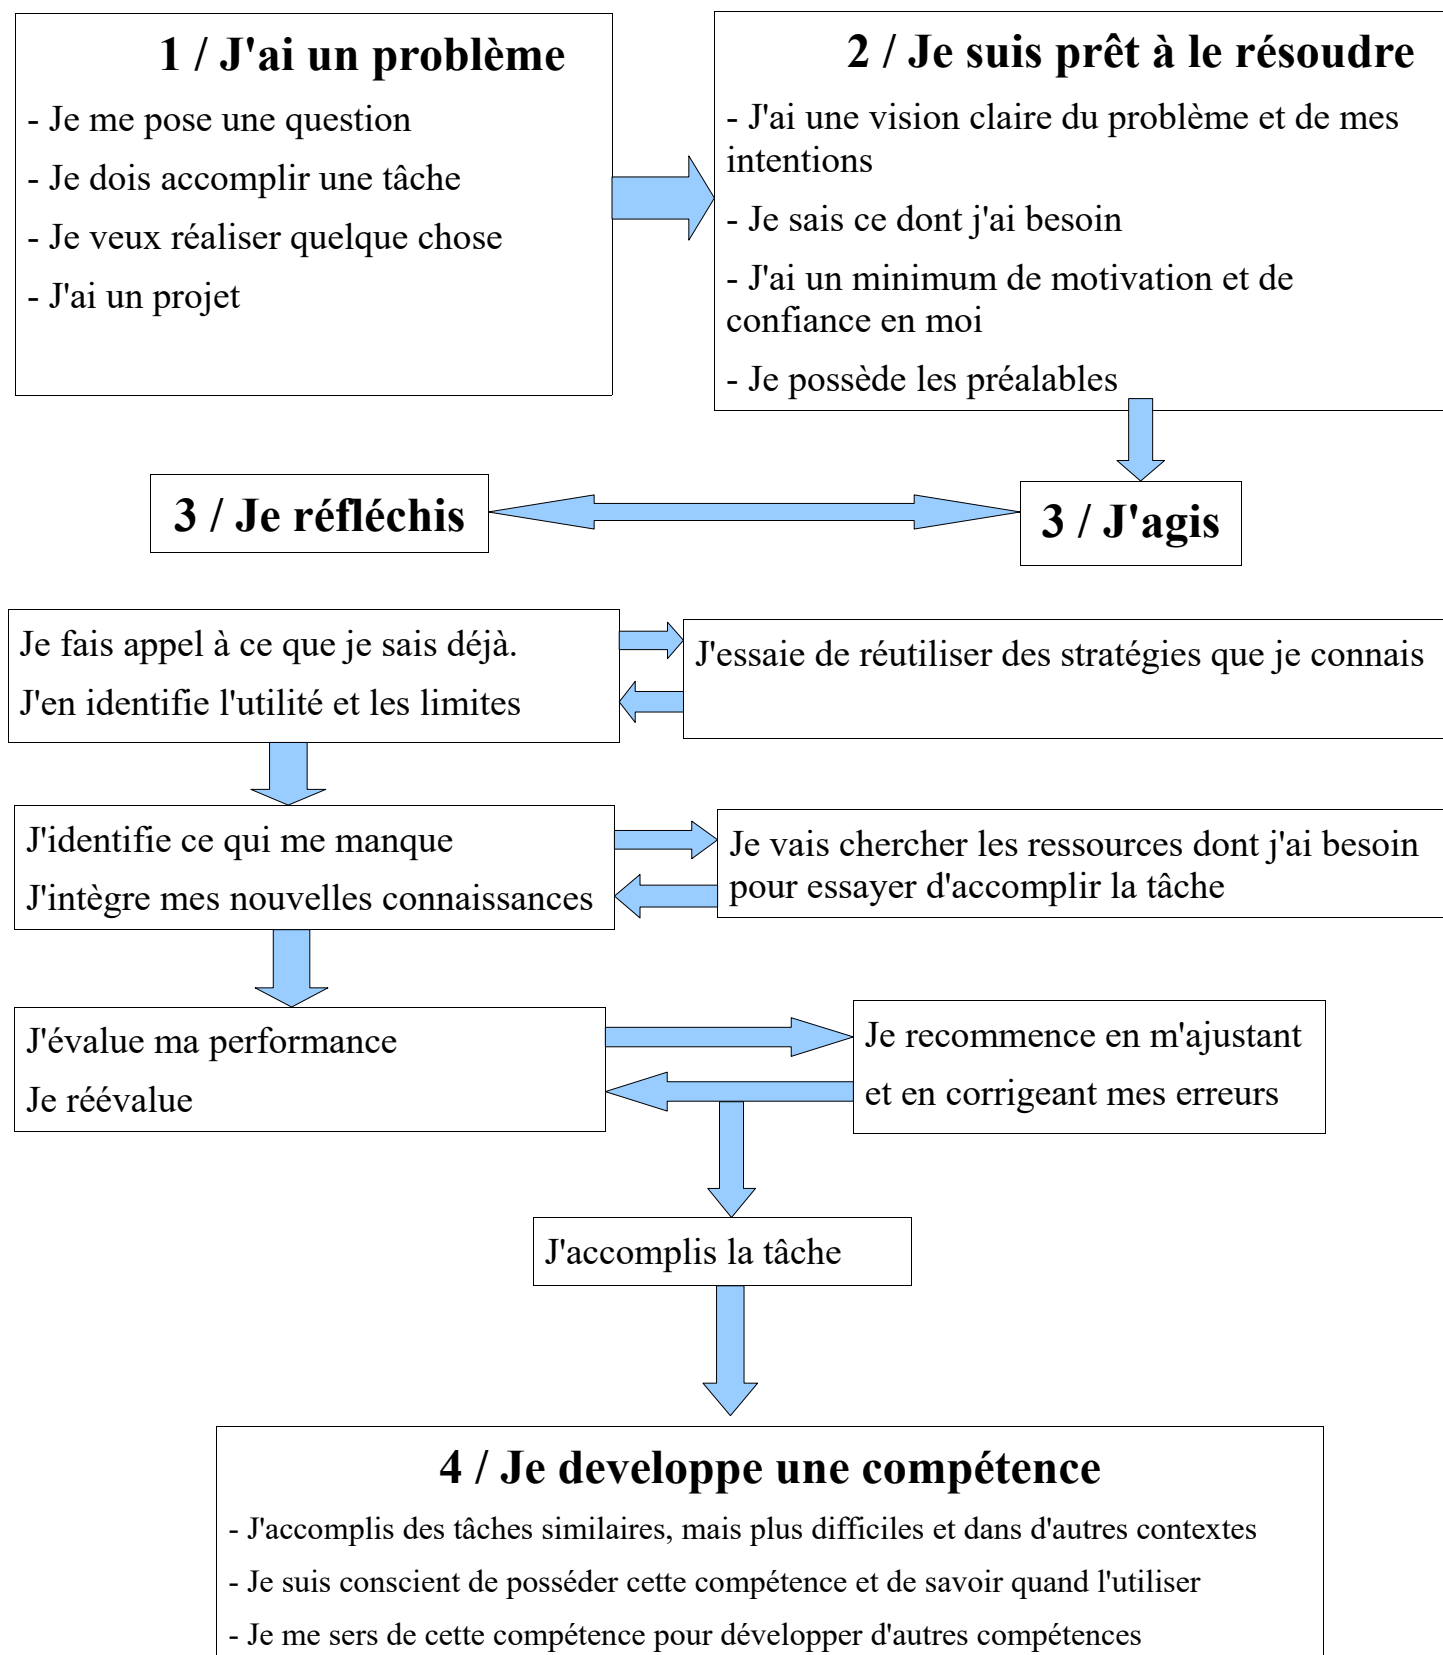 1 / J'ai un problème
- Je me pose une question
- Je dois accomplir une tâche
- Je veux réaliser quelque chose
- J'ai un projet
2 / Je suis prêt à le résoudre
- J'ai une vision claire du problème et de mes
intentions
- Je sais ce dont j'ai besoin
- J'ai un minimum de motivation et de
confiance en moi
- Je possède les préalables
3 / Je réfléchis
3 / J'agis
Je fais appel à ce que je sais déjà.
J'en identifie l'utilité et les limites
J'essaie de réutiliser des stratégies que je connais
J'identifie ce qui me manque
J'intègre mes nouvelles connaissances
Je vais chercher les ressources dont j'ai besoin
pour essayer d'accomplir la tâche
J'évalue ma performance
Je réévalue
Je recommence en m'ajustant
et en corrigeant mes erreurs
J'accomplis la tâche
4 / Je developpe une compétence
- J'accomplis des tâches similaires, mais plus difficiles et dans d'autres contextes
- Je suis conscient de posséder cette compétence et de savoir quand l'utiliser
- Je me sers de cette compétence pour développer d'autres compétences